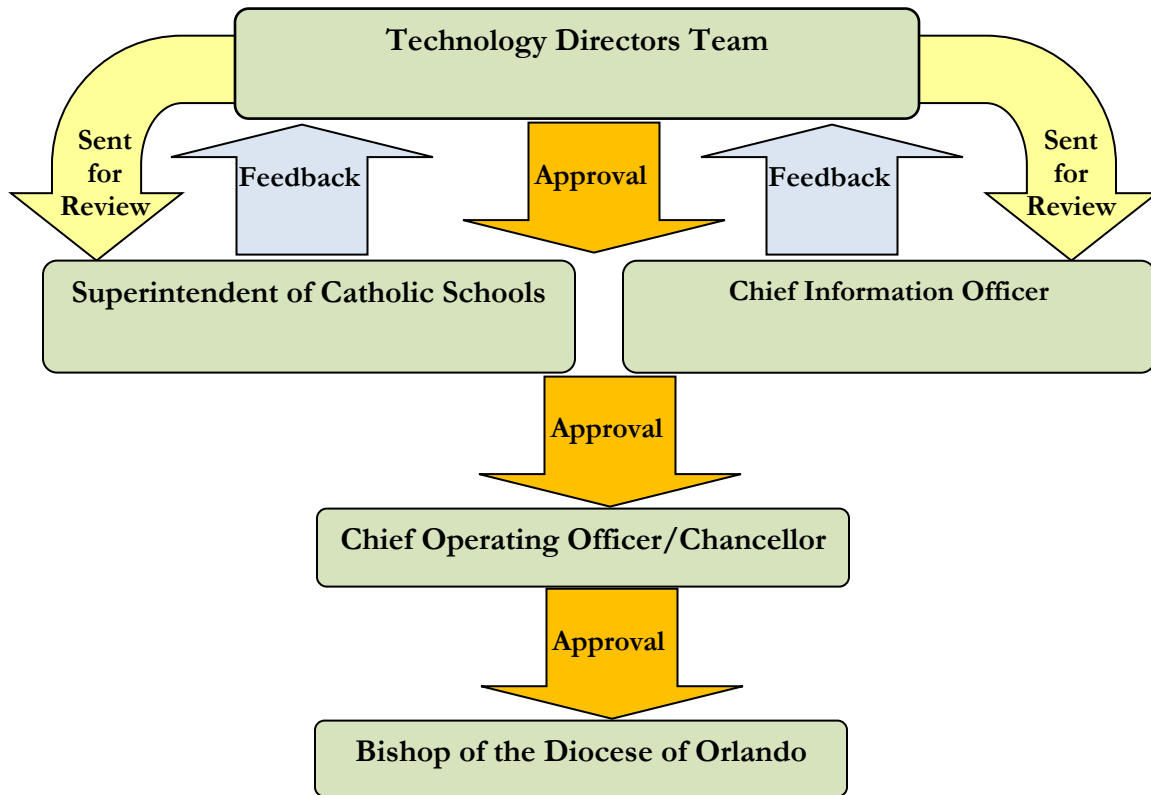 Technology Directors Team
Sent
for
Review
Feedback
Approval
Feedback
Sent
for
Review
Superintendent of Catholic Schools
Chief Information Officer
Approval
Chief Operating Officer/Chancellor
Approval
Bishop of the Diocese of Orlando